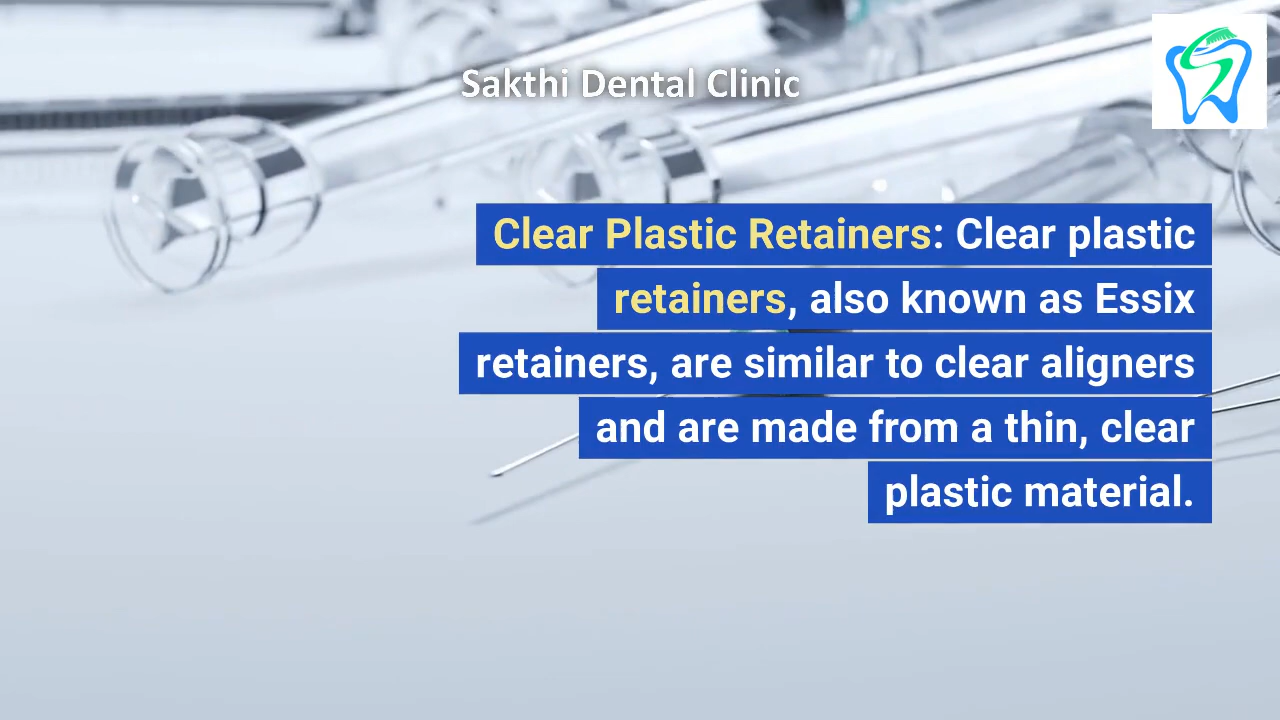 Sakthi Dental Clinic
Clear Plastic Retainers: Clear plastic
retainers, also known as Essix
retainers, are similar to clear aligners
and are made from a thin, clear
plastic material.